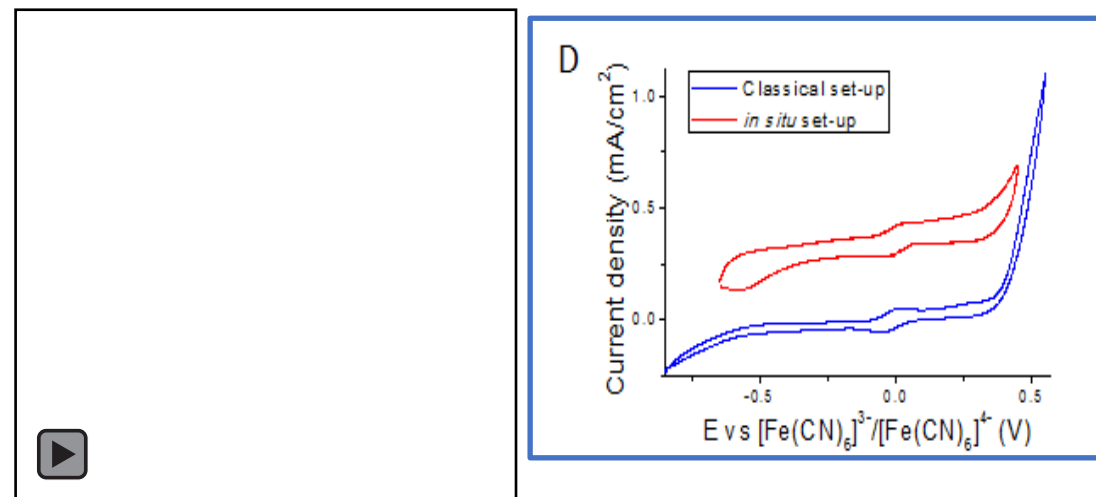 D
Classical set-up
in situ set-up
Current density (mA/cm²)
1.0
0.5
0.0
-0.5 0.0 0.5
E vs [Fe(CN)₆]³⁻/[Fe(CN)₆]⁴⁻ (V)